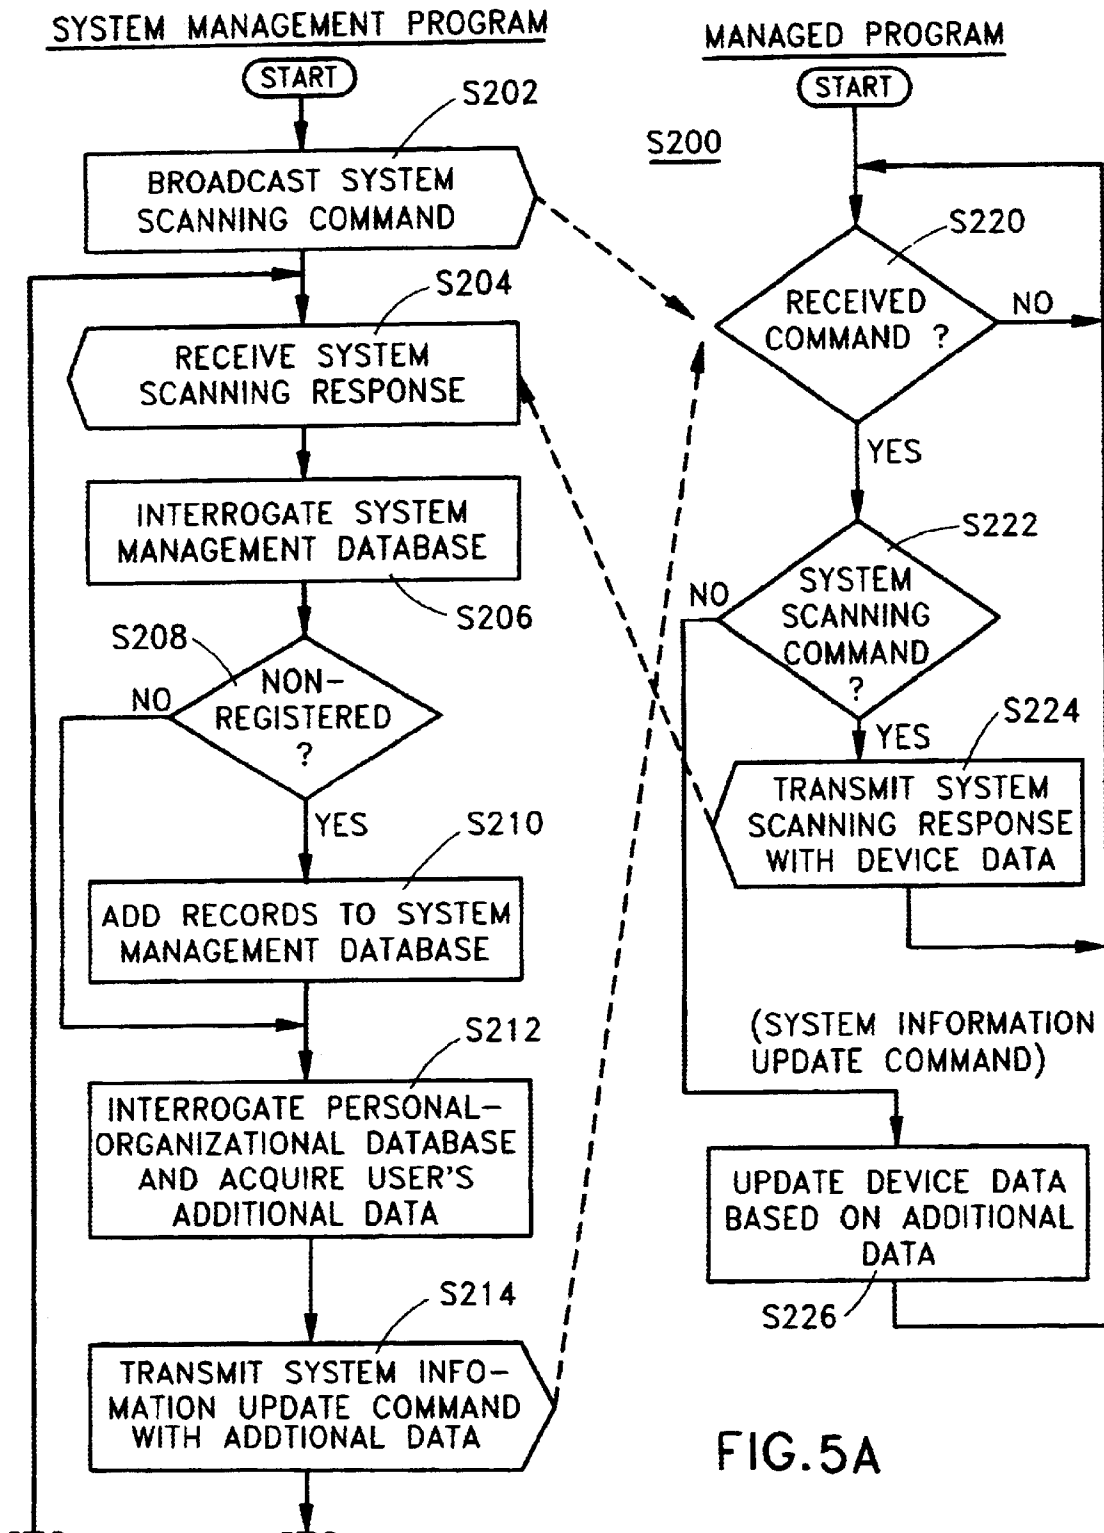 SYSTEM MANAGEMENT PROGRAM
START
S202
BROADCAST SYSTEM
SCANNING COMMAND
S204
RECEIVE SYSTEM
SCANNING RESPONSE
INTERROGATE SYSTEM
MANAGEMENT DATABASE
S206
S208
NON-
REGISTERED
?
NO
YES
S210
ADD RECORDS TO SYSTEM
MANAGEMENT DATABASE
S212
INTERROGATE PERSONAL-
ORGANIZATIONAL DATABASE
AND ACQUIRE USER'S
ADDITIONAL DATA
S214
TRANSMIT SYSTEM INFO-
MATION UPDATE COMMAND
WITH ADDTIONAL DATA
MANAGED PROGRAM
START
S200
S220
RECEIVED
COMMAND ?
NO
YES
S222
SYSTEM
SCANNING
COMMAND
?
NO
YES
S224
TRANSMIT SYSTEM
SCANNING RESPONSE
WITH DEVICE DATA
(SYSTEM INFORMATION
UPDATE COMMAND)
UPDATE DEVICE DATA
BASED ON ADDITIONAL
DATA
S226
FIG.5A